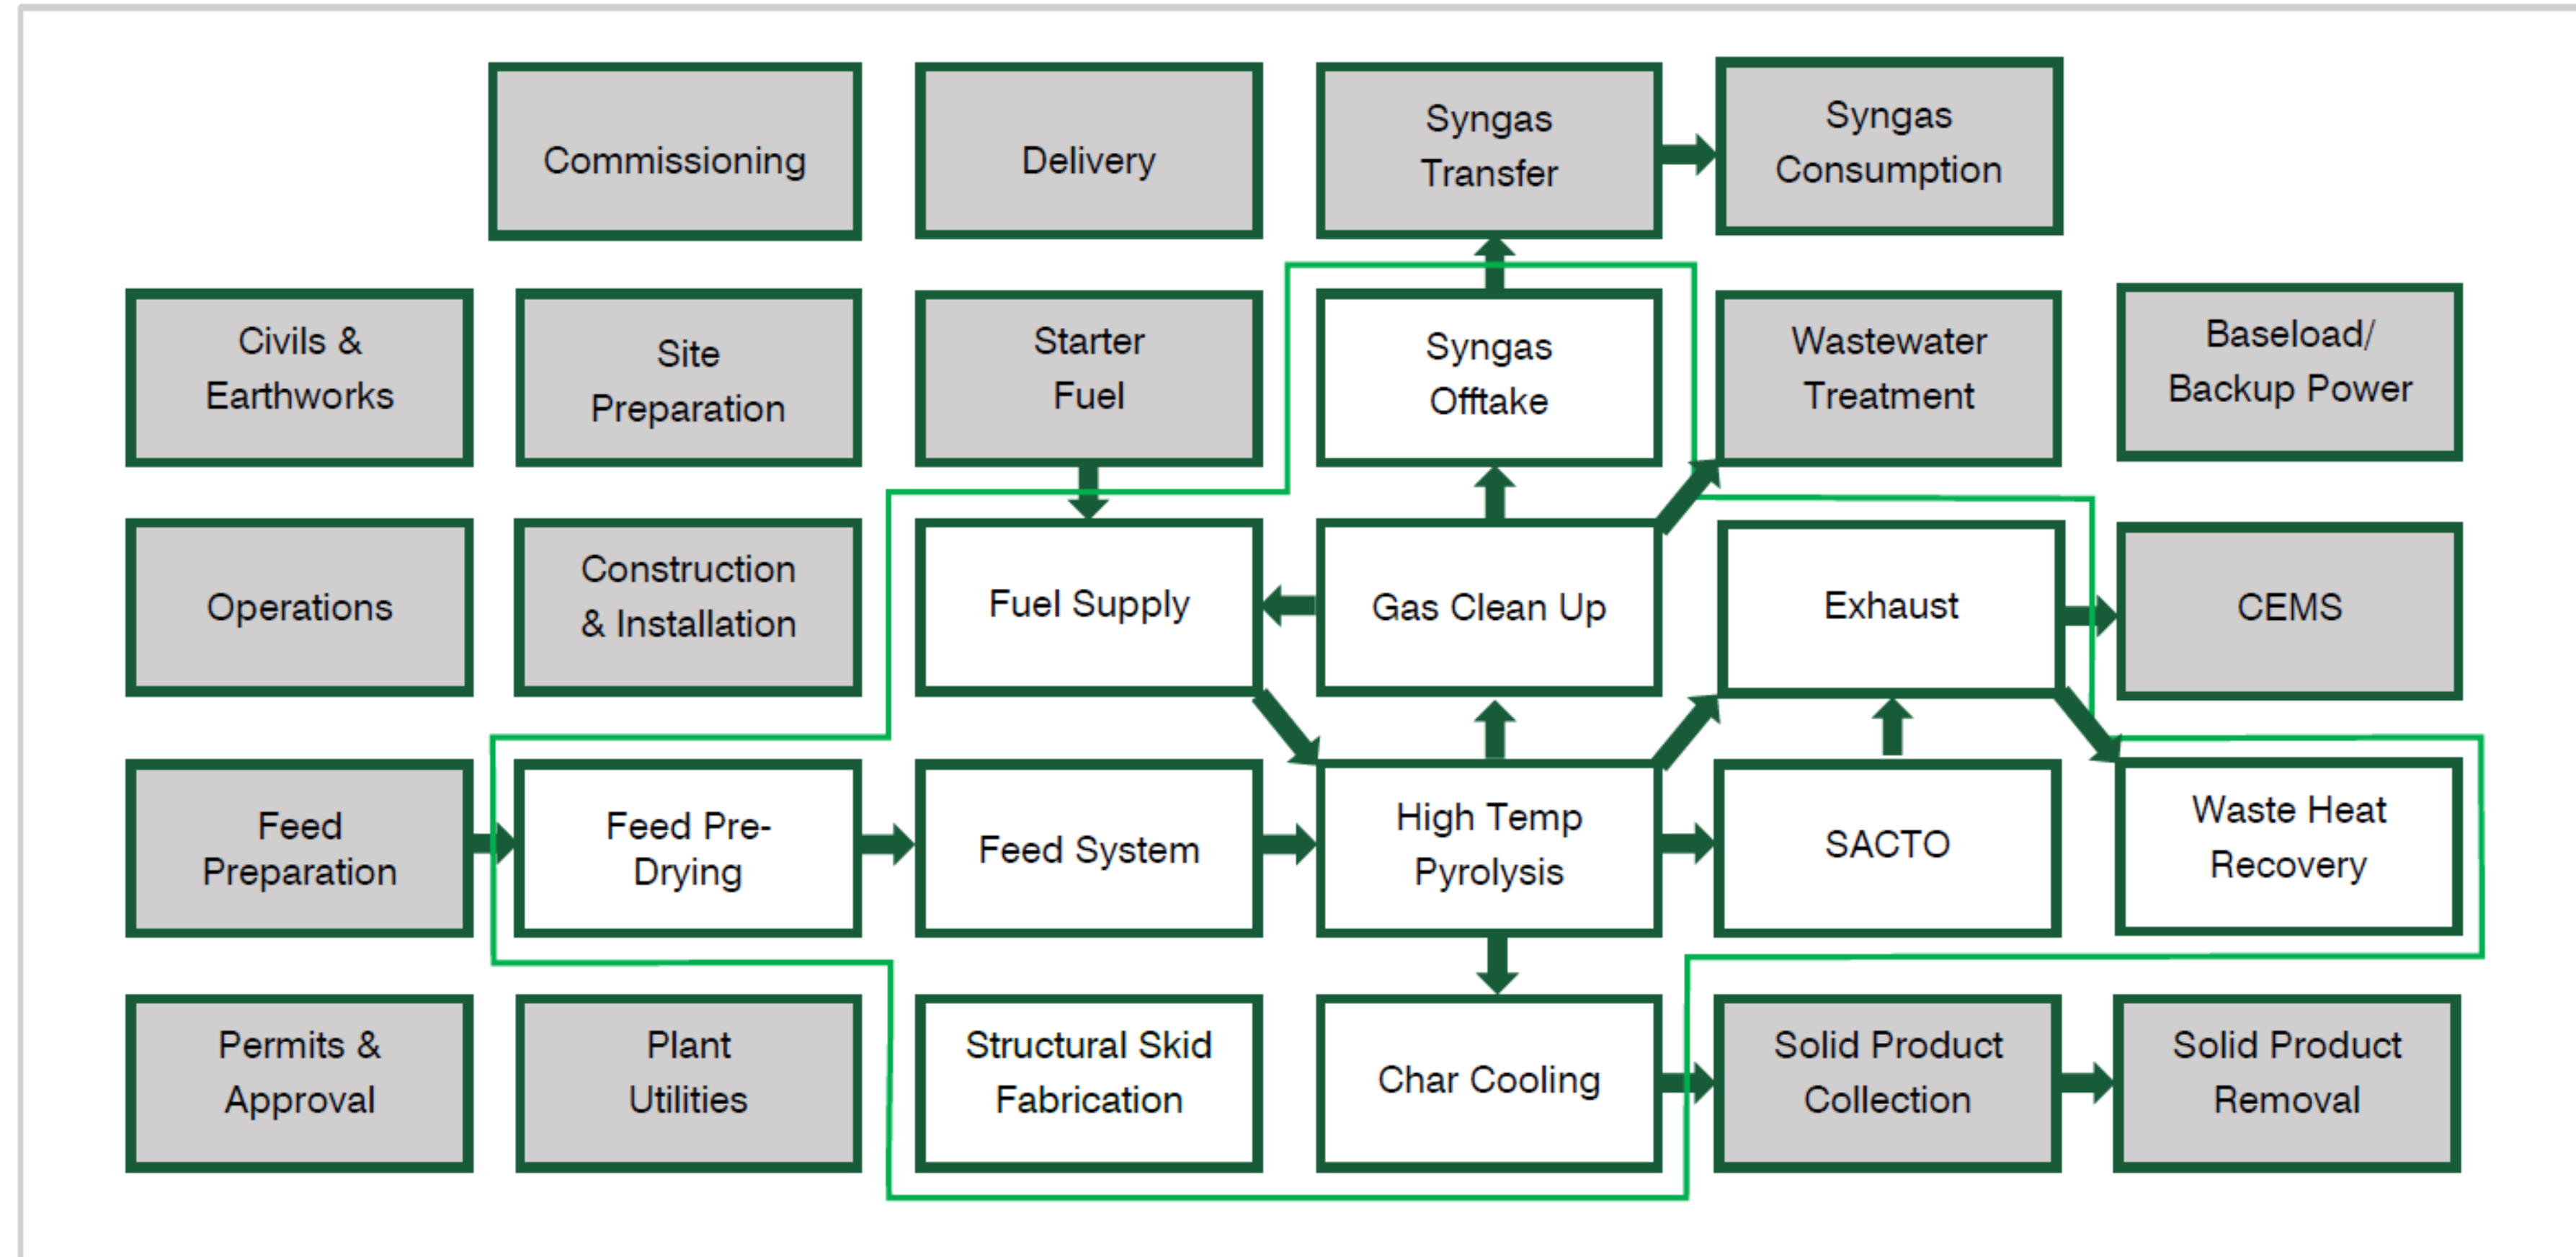 Commissioning
Delivery
Syngas
Transfer
Syngas
Consumption
Civils &
Earthworks
Site
Preparation
Starter
Fuel
Syngas
Offtake
Wastewater
Treatment
Baseload/
Backup Power
Operations
Construction
& Installation
Fuel Supply
Gas Clean Up
Exhaust
CEMS
Feed
Preparation
Feed Pre-
Drying
Feed System
High Temp
Pyrolysis
SACTO
Waste Heat
Recovery
Permits &
Approval
Plant
Utilities
Structural Skid
Fabrication
Char Cooling
Solid Product
Collection
Solid Product
Removal